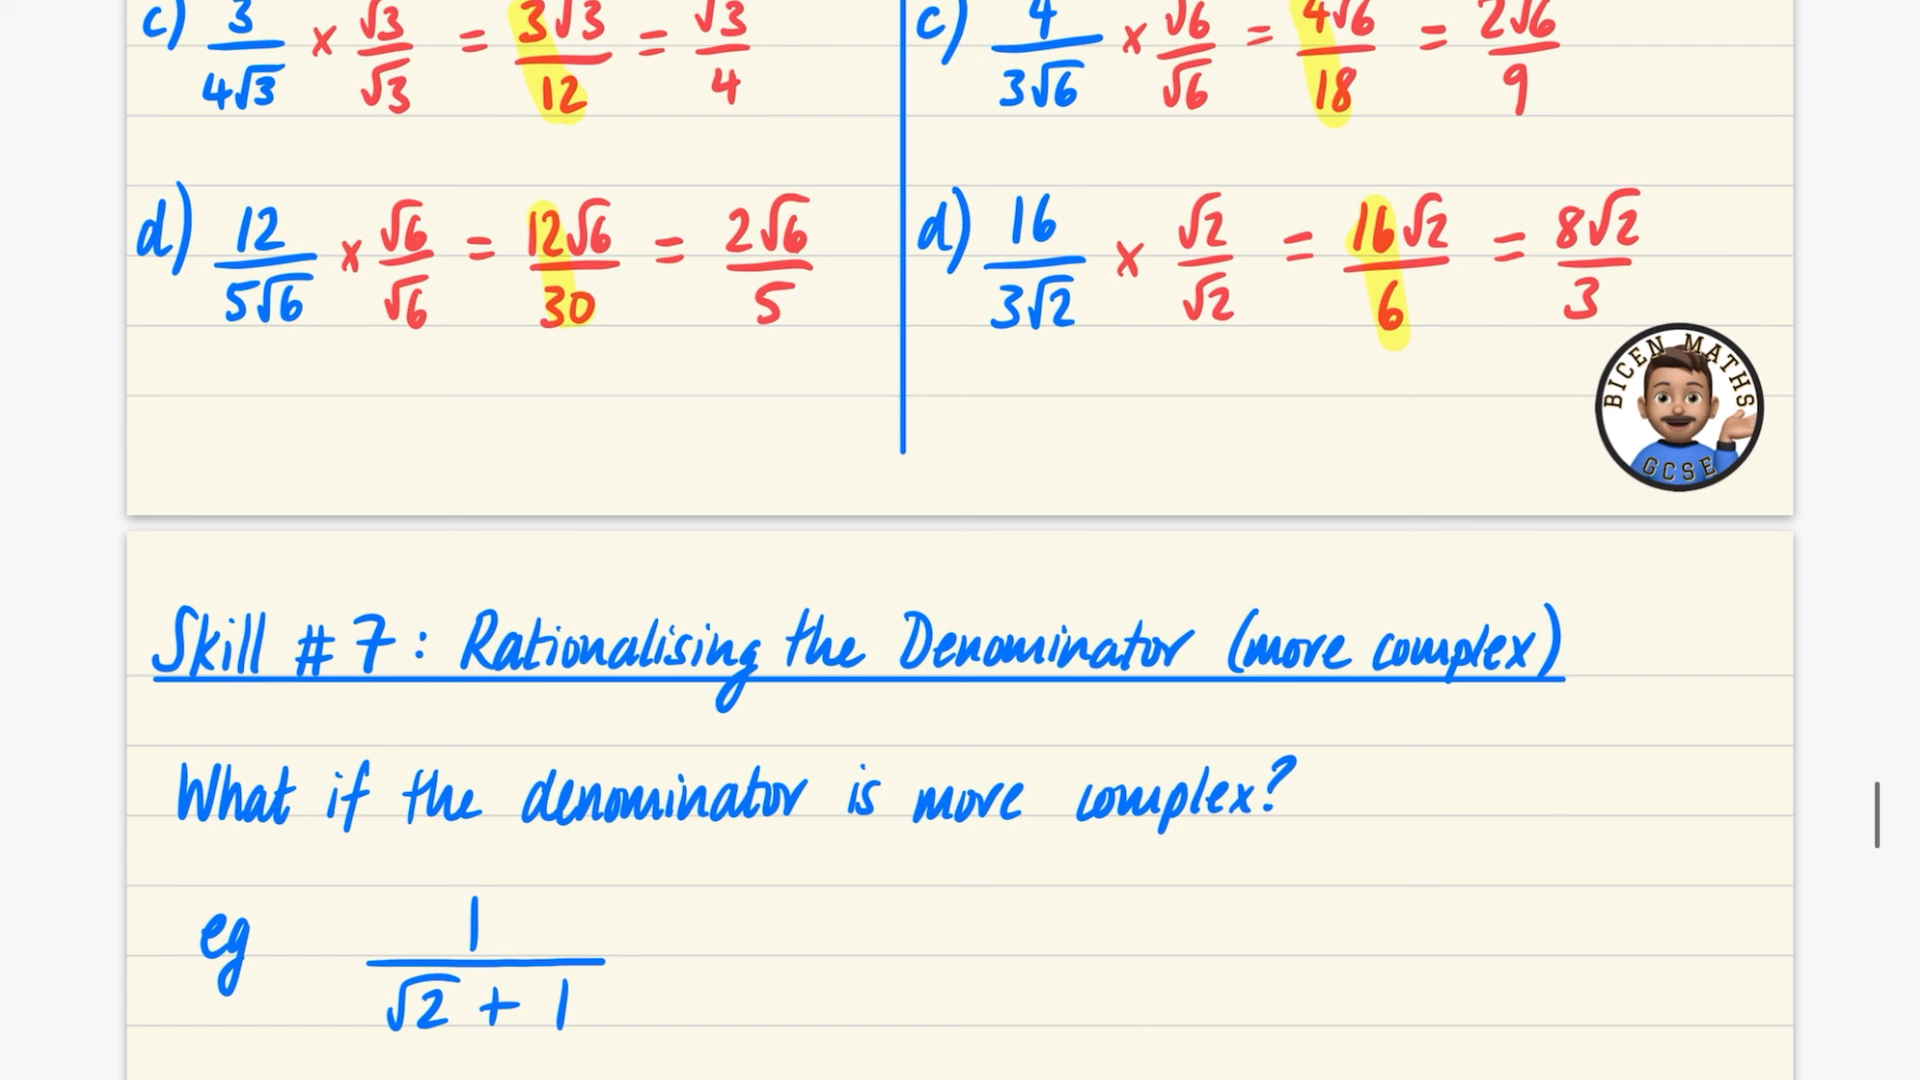 c) 3/4√3 × √3/√3 = 3√3/12 = √3/4
c) 4/3√6 × √6/√6 = 4√6/18 = 2√6/9
d) 12/5√6 × √6/√6 = 12√6/30 = 2√6/5
d) 16/3√2 × √2/√2 = 16√2/6 = 8√2/3
BICEN MATHS
GCSE
Skill #7: Rationalising the Denominator (more complex)
What if the denominator is more complex?
eg 1/√2 + 1